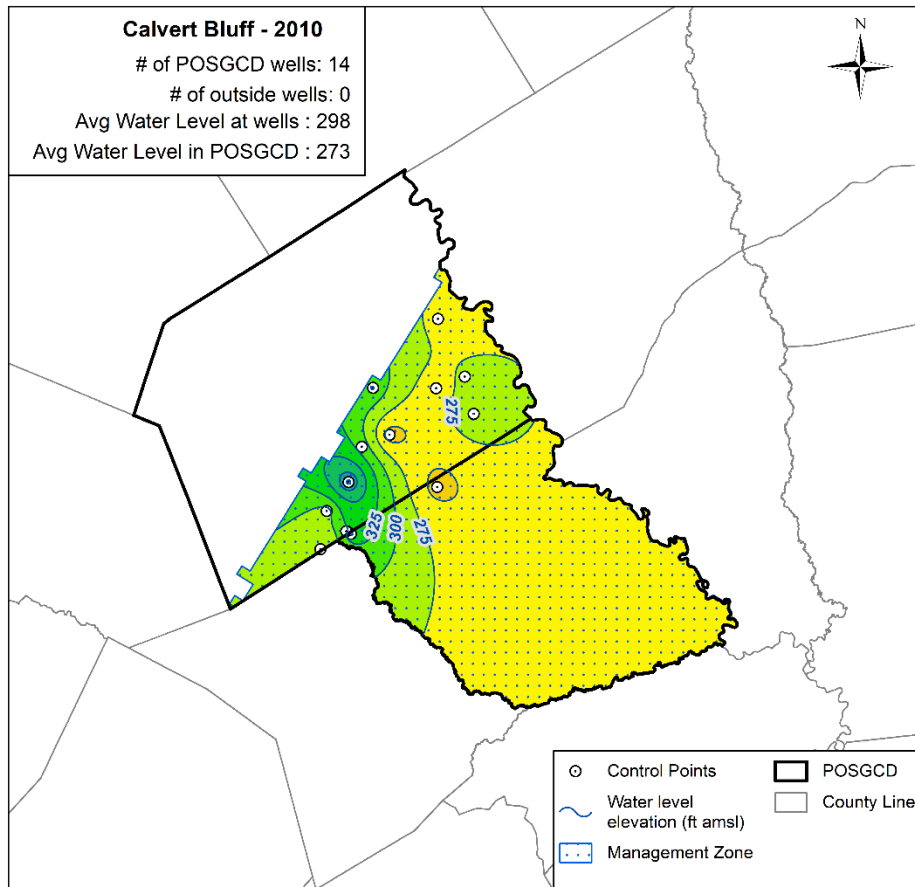 Calvert Bluff - 2010
# of POSGCD wells: 14
# of outside wells: 0
Avg Water Level at wells : 298
Avg Water Level in POSGCD : 273
N
275
325
300
275
Control Points
POSGCD
Water level
elevation (ft amsl)
County Line
Management Zone